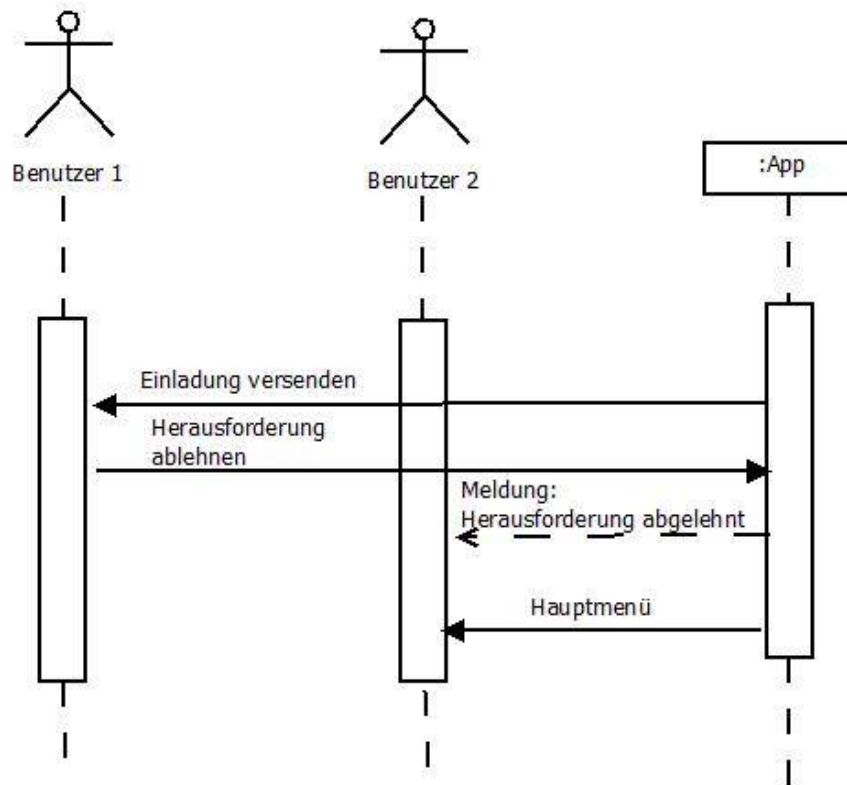 Benutzer 1
Benutzer 2
:App
Einladung versenden
Herausforderung
ablehnen
Meldung:
Herausforderung abgelehnt
Hauptmenü